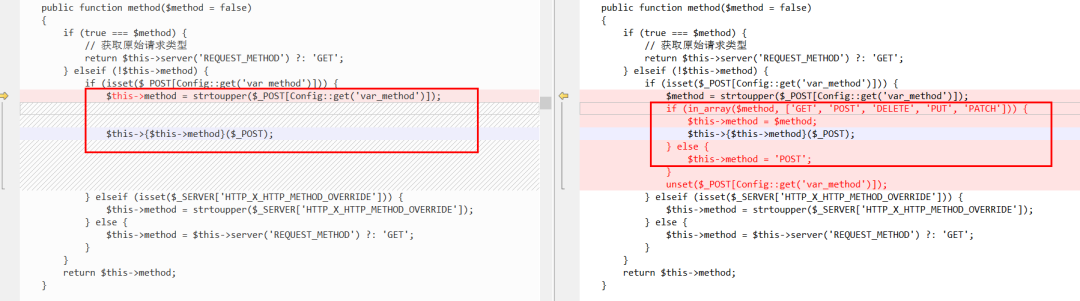 public function method($method = false)
{
if (true === $method) {
// 获取原始请求类型
return $this->server('REQUEST_METHOD') ?: 'GET';
} elseif (!$this->method) {
if (isset($_POST[Config::get('var_method')])) {
$this->method = strtoupper($_POST[Config::get('var_method')]);
$this->{$this->method}($_POST);
} elseif (isset($_SERVER['HTTP_X_HTTP_METHOD_OVERRIDE'])) {
$this->method = strtoupper($_SERVER['HTTP_X_HTTP_METHOD_OVERRIDE']);
} else {
$this->method = $this->server('REQUEST_METHOD') ?: 'GET';
}
}
return $this->method;
}
public function method($method = false)
{
if (true === $method) {
// 获取原始请求类型
return $this->server('REQUEST_METHOD') ?: 'GET';
} elseif (!$this->method) {
if (isset($_POST[Config::get('var_method')])) {
$method = strtoupper($_POST[Config::get('var_method')]);
if (in_array($method, ['GET', 'POST', 'DELETE', 'PUT', 'PATCH'])) {
$this->method = $method;
$this->{$this->method}($_POST);
} else {
$this->method = 'POST';
}
unset($_POST[Config::get('var_method')]);
} elseif (isset($_SERVER['HTTP_X_HTTP_METHOD_OVERRIDE'])) {
$this->method = strtoupper($_SERVER['HTTP_X_HTTP_METHOD_OVERRIDE']);
} else {
$this->method = $this->server('REQUEST_METHOD') ?: 'GET';
}
}
return $this->method;
}